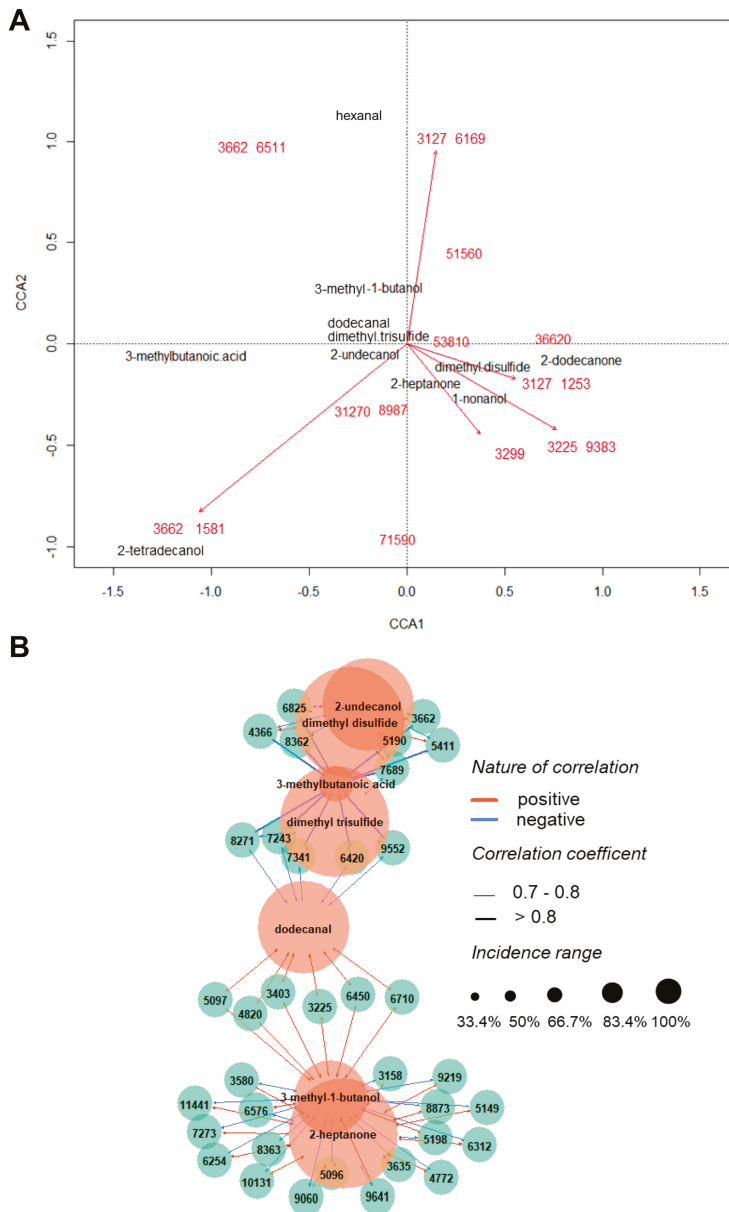 A
CCA2
1.5
1.0
0.5
0.0
-0.5
-1.0
hexanal
3662 6511
3127 6169
51560
3-methyl-1-butanol
dodecanal
dimethyl.trisulfide
53810
36620
3-methylbutanoic.acid
2-undecanol
dimethyl.disulfide
2-dodecanone
2-heptanone
3127 1253
1-nonanol
31270 8987
3299
3225 9383
3662 1581
71590
2-tetradecanol
-1.5
-1.0
-0.5
0.0
0.5
1.0
1.5
CCA1
B
6825
2-undecanol
3662
4366
dimethyl disulfide
8362
5190
5411
7689
3-methylbutanoic acid
dimethyl trisulfide
8271
7243
7341
6420
9552
dodecanal
5097
4820
3403
3225
6450
6710
3580
3158
9219
3-methyl-1-butanol
11441
6576
8873
5149
7273
2-heptanone
5198
6312
6254
8363
3635
10131
5096
4772
9060
9641
Nature of correlation
positive
negative
Correlation coefficent
0.7 - 0.8
> 0.8
Incidence range
33.4% 50% 66.7% 83.4% 100%